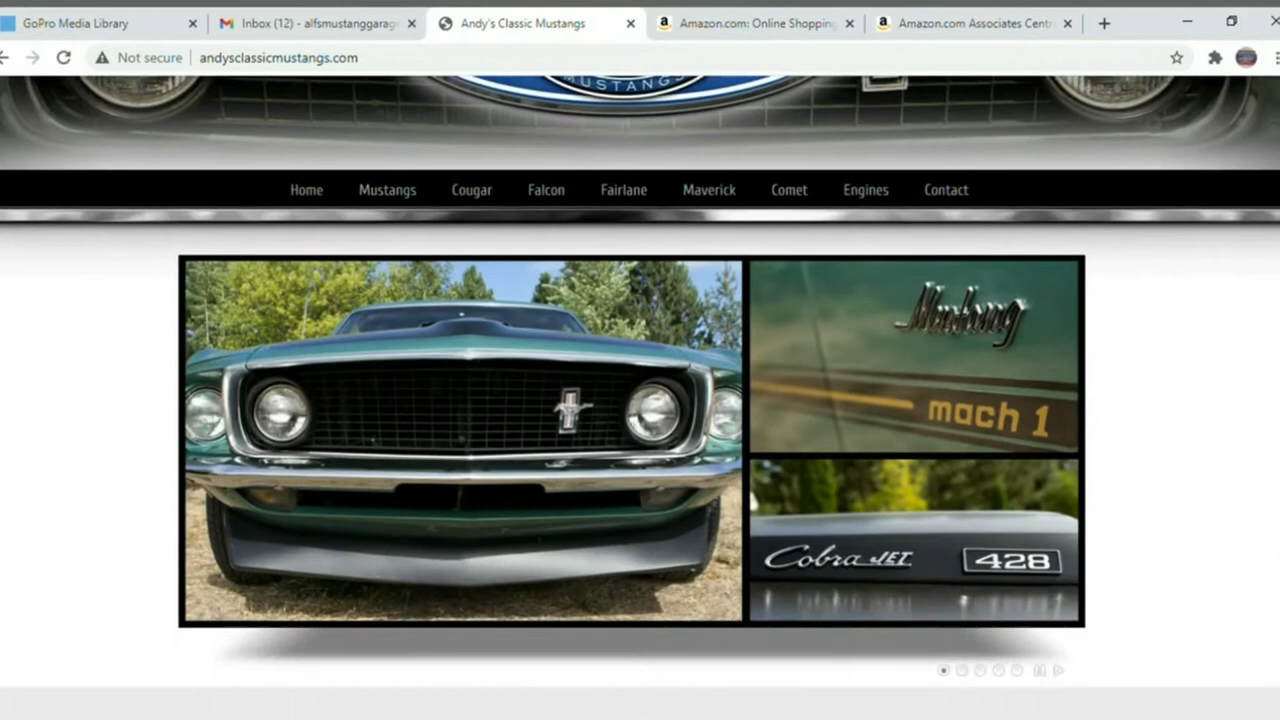 GoPro Media Library
Inbox (12) - alfsmustanggarag
Andy's Classic Mustangs
Amazon.com: Online Shopping
Amazon.com Associates Cent
Not secure
andysclassicmustangs.com
MUSTANGS
Home Mustangs Cougar Falcon Fairlane Maverick Comet Engines Contact
Mustang
mach 1
Cobra JET 428